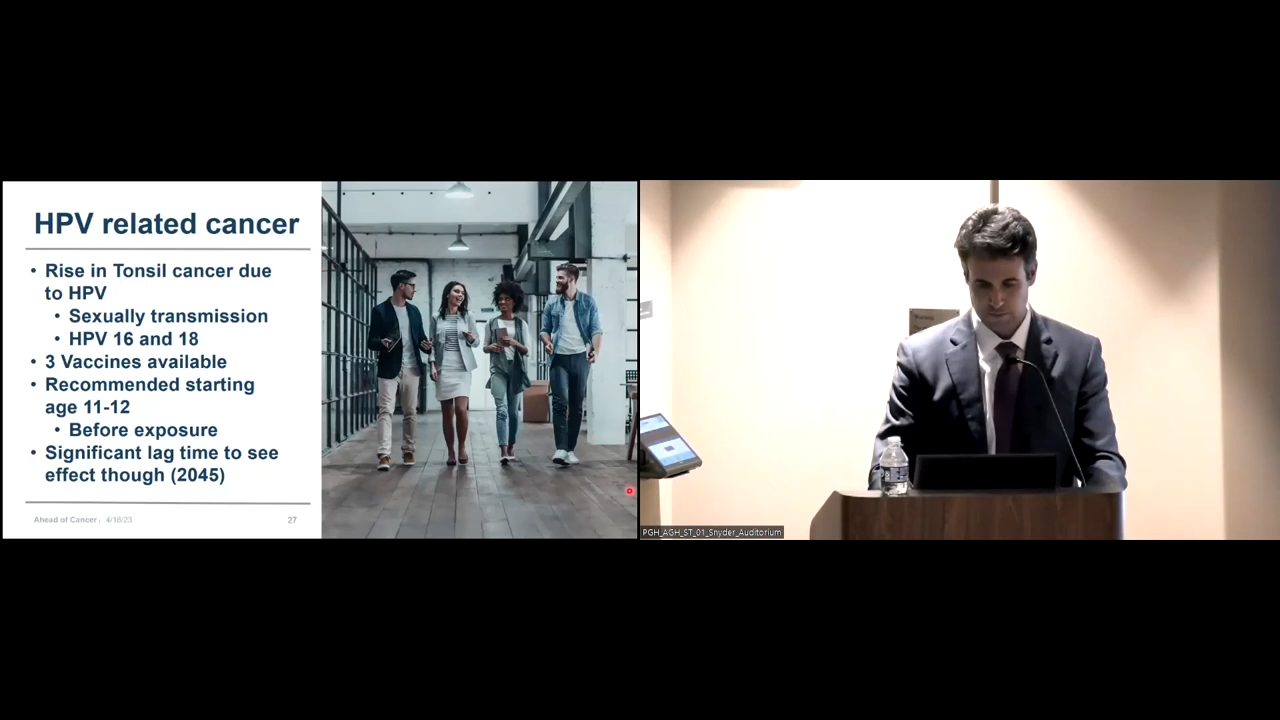 HPV related cancer
• Rise in Tonsil cancer due
to HPV
• Sexually transmission
• HPV 16 and 18
• 3 Vaccines available
• Recommended starting
age 11-12
• Before exposure
• Significant lag time to see
effect though (2045)
Ahead of Cancer | 4/18/23
27
PGH_AGH_ST_01_Snyder_Auditorium